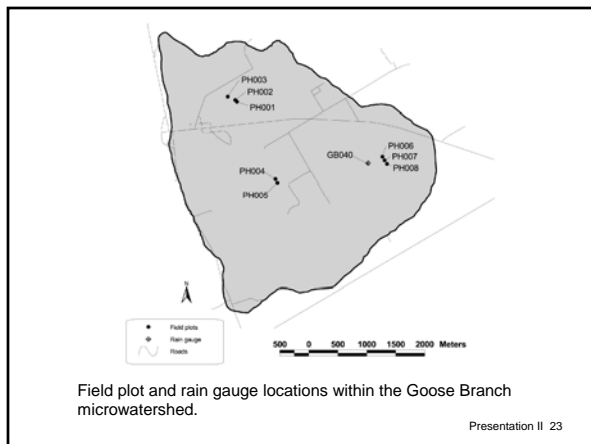 PH003
PH002
PH001
PH006
GB040
PH007
PH004
PH008
PH005
N
Field plots
Rain gauge
Roads
500 0 500 1000 1500 2000 Meters
Field plot and rain gauge locations within the Goose Branch
microwatershed.
Presentation II 23